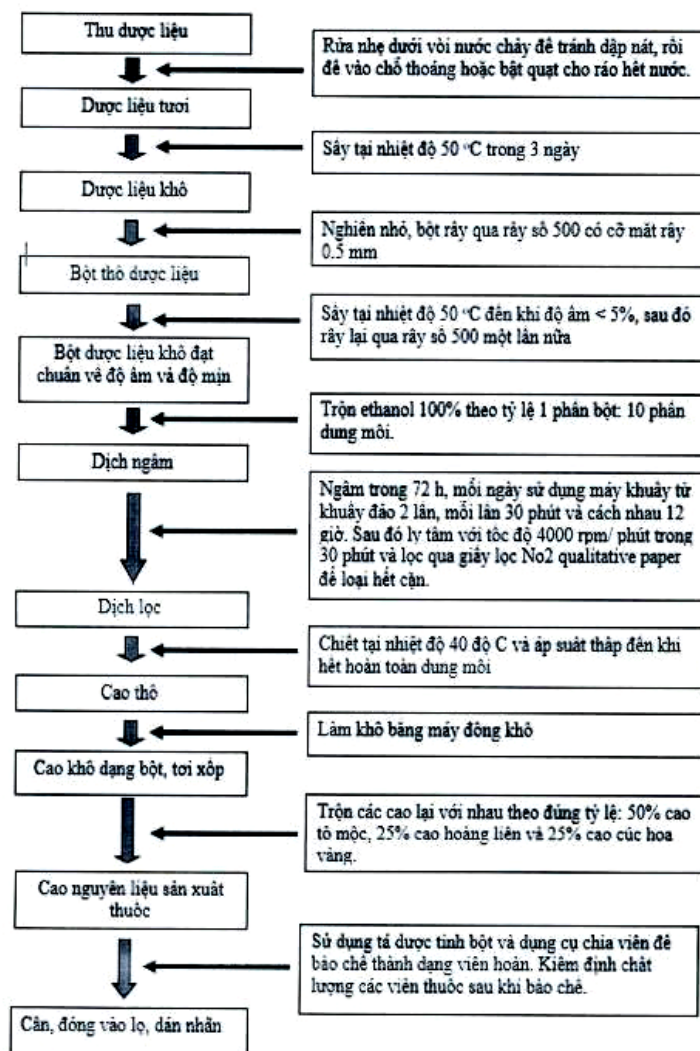 Thu dược liệu
Rửa nhẹ dưới vòi nước chảy để tránh dập nát, rồi
để vào chỗ thoáng hoặc bật quạt cho ráo hết nước.
Dược liệu tươi
Sấy tại nhiệt độ 50 °C trong 3 ngày
Dược liệu khô
Nghiên nhỏ, bột rây qua rây số 500 có cỡ mắt rây
0.5 mm
Bột thô dược liệu
Sấy tại nhiệt độ 50 °C đến khi độ ẩm < 5%, sau đó
rây lại qua rây số 500 một lần nữa
Bột dược liệu khô đạt
chuẩn về độ ẩm và độ mịn
Trộn ethanol 100% theo tỷ lệ 1 phần bột: 10 phần
dung môi.
Dịch ngâm
Ngâm trong 72 h, mỗi ngày sử dụng máy khuấy từ
khuấy đảo 2 lần, mỗi lần 30 phút và cách nhau 12
giờ. Sau đó ly tâm với tốc độ 4000 rpm/ phút trong
30 phút và lọc qua giấy lọc No2 qualitative paper
để loại hết cặn.
Dịch lọc
Chiết tại nhiệt độ 40 độ C và áp suất thấp đến khi
hết hoàn toàn dung môi
Cao thô
Làm khô bằng máy đông khô
Cao khô dạng bột, tơi xốp
Trộn các cao lại với nhau theo đúng tỷ lệ: 50% cao
tô mộc, 25% cao hoàng liên và 25% cao cúc hoa
vàng.
Cao nguyên liệu sản xuất
thuốc
Sử dụng tá dược tinh bột và dụng cụ chia viên để
bào chế thành dạng viên hoàn. Kiểm định chất
lượng các viên thuốc sau khi bào chế.
Cân, đóng vào lọ, dán nhãn